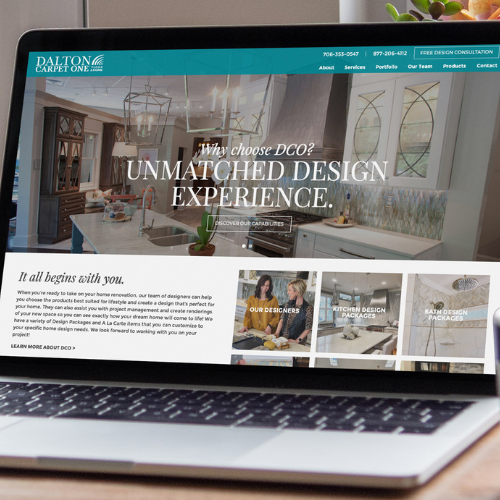 DALTON
CARPET ONE
706-353-0547 | 877-206-4112 FREE DESIGN CONSULTATION
About Services Portfolio Our Team Products Contact
Why choose DCO?
UNMATCHED DESIGN
EXPERIENCE.
DISCOVER OUR CAPABILITIES
It all begins with you.
When you're ready to take on your home renovation, our team of designers can help
you choose the products best suited for lifestyle and create a design that's perfect for
your home. They can also assist you with project management and create renderings
of your new space so you can see exactly how your dream home will come to life! We
have a variety of Design Packages and A La Carte items that you can customize to
your specific home design needs. We look forward to working with you on your
project!
LEARN MORE ABOUT DCO >
OUR DESIGNERS
KITCHEN DESIGN
PACKAGES
BATH DESIGN
PACKAGES